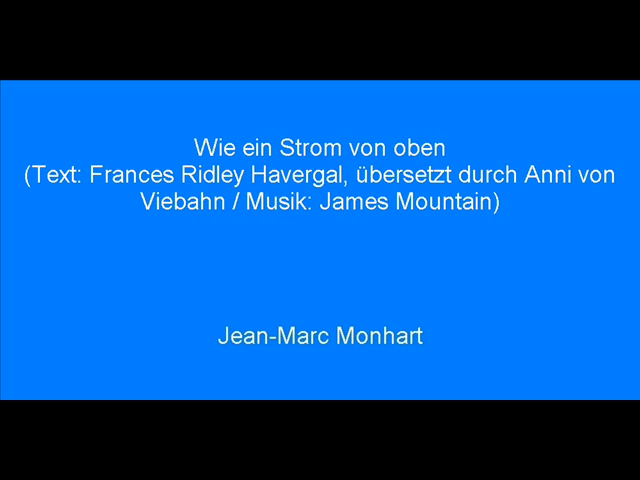 Wie ein Strom von oben
(Text: Frances Ridley Havergal, übersetzt durch Anni von
Viebahn / Musik: James Mountain)
Jean-Marc Monhart